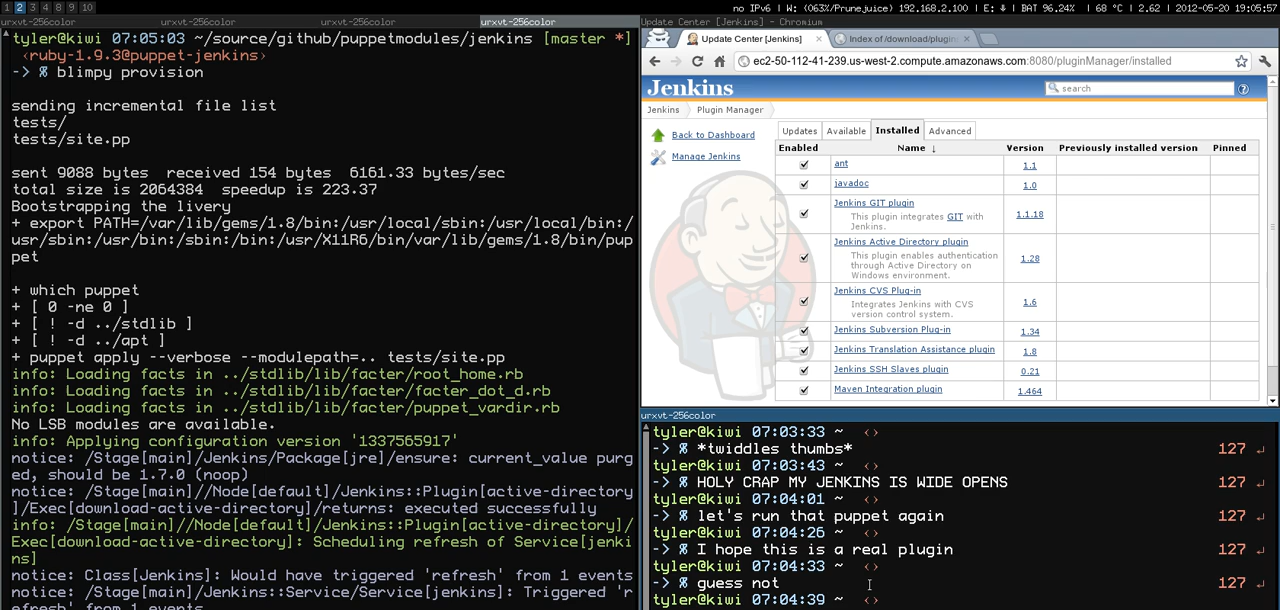 1 2 3 4 8 9 10
no IPv6 | W: (063%/Prunejuice) 192.168.2.100 | E: | BAT 96.24% | 68 °C | 2.62 | 2012-05-20 19:05:57
urxvt-256color urxvt-256color urxvt-256color urxvt-256color
tyler@kiwi 07:05:03 ~/source/github/puppetmodules/jenkins [master *]
‹ruby-1.9.3@puppet-jenkins›
-> % blimpy provision
sending incremental file list
tests/
tests/site.pp
sent 9088 bytes received 154 bytes 6161.33 bytes/sec
total size is 2064384 speedup is 223.37
Bootstrapping the livery
+ export PATH=/var/lib/gems/1.8/bin:/usr/local/sbin:/usr/local/bin:/
usr/sbin:/usr/bin:/sbin:/bin:/usr/X11R6/bin/var/lib/gems/1.8/bin/pup
pet
+ which puppet
+ [ 0 -ne 0 ]
+ [ ! -d ../stdlib ]
+ [ ! -d ../apt ]
+ puppet apply --verbose --modulepath=.. tests/site.pp
info: Loading facts in ../stdlib/lib/facter/root_home.rb
info: Loading facts in ../stdlib/lib/facter/facter_dot_d.rb
info: Loading facts in ../stdlib/lib/facter/puppet_vardir.rb
No LSB modules are available.
info: Applying configuration version '1337565917'
notice: /Stage[main]/Jenkins/Package[jre]/ensure: current_value purg
ed, should be 1.7.0 (noop)
notice: /Stage[main]//Node[default]/Jenkins::Plugin[active-directory
]/Exec[download-active-directory]/returns: executed successfully
info: /Stage[main]//Node[default]/Jenkins::Plugin[active-directory]/
Exec[download-active-directory]: Scheduling refresh of Service[jenki
ns]
notice: Class[Jenkins]: Would have triggered 'refresh' from 1 events
notice: /Stage[main]/Jenkins::Service/Service[jenkins]: Triggered 'r
efresh' from 1 events
Update Center [Jenkins] - Chromium
Update Center [Jenkins] × Index of /download/plugin ×
ec2-50-112-41-239.us-west-2.compute.amazonaws.com:8080/pluginManager/installed
Jenkins
search
Jenkins Plugin Manager
Back to Dashboard
Manage Jenkins
Updates Available Installed Advanced
Enabled Name ↓ Version Previously installed version Pinned
ant 1.1
javadoc 1.0
Jenkins GIT plugin
This plugin integrates GIT with
Jenkins.
1.1.18
Jenkins Active Directory plugin
This plugin enables authentication
through Active Directory on
Windows environment.
1.28
Jenkins CVS Plug-in
Integrates Jenkins with CVS
version control system.
1.6
Jenkins Subversion Plug-in 1.34
Jenkins Translation Assistance plugin 1.8
Jenkins SSH Slaves plugin 0.21
Maven Integration plugin 1.464
urxvt-256color
tyler@kiwi 07:03:33 ~ ‹›
-> % *twiddles thumbs* 127 ↵
tyler@kiwi 07:03:43 ~ ‹›
-> % HOLY CRAP MY JENKINS IS WIDE OPENS 127 ↵
tyler@kiwi 07:04:01 ~ ‹›
-> % let's run that puppet again 127 ↵
tyler@kiwi 07:04:26 ~ ‹›
-> % I hope this is a real plugin 127 ↵
tyler@kiwi 07:04:33 ~ ‹›
-> % guess not 127 ↵
tyler@kiwi 07:04:39 ~ ‹›